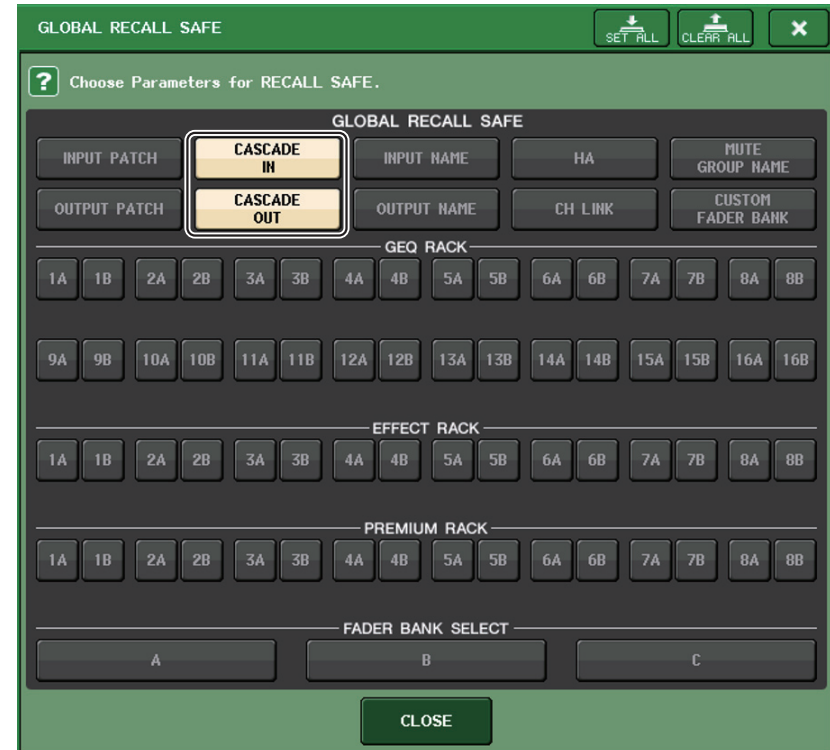 GLOBAL RECALL SAFE
SET ALL
CLEAR ALL
×
? Choose Parameters for RECALL SAFE.
GLOBAL RECALL SAFE
INPUT PATCH
CASCADE
IN
INPUT NAME
HA
MUTE
GROUP NAME
OUTPUT PATCH
CASCADE
OUT
OUTPUT NAME
CH LINK
CUSTOM
FADER BANK
GEQ RACK
1A 1B 2A 2B 3A 3B 4A 4B 5A 5B 6A 6B 7A 7B 8A 8B
9A 9B 10A 10B 11A 11B 12A 12B 13A 13B 14A 14B 15A 15B 16A 16B
EFFECT RACK
1A 1B 2A 2B 3A 3B 4A 4B 5A 5B 6A 6B 7A 7B 8A 8B
PREMIUM RACK
1A 1B 2A 2B 3A 3B 4A 4B 5A 5B 6A 6B 7A 7B 8A 8B
FADER BANK SELECT
A B C
CLOSE